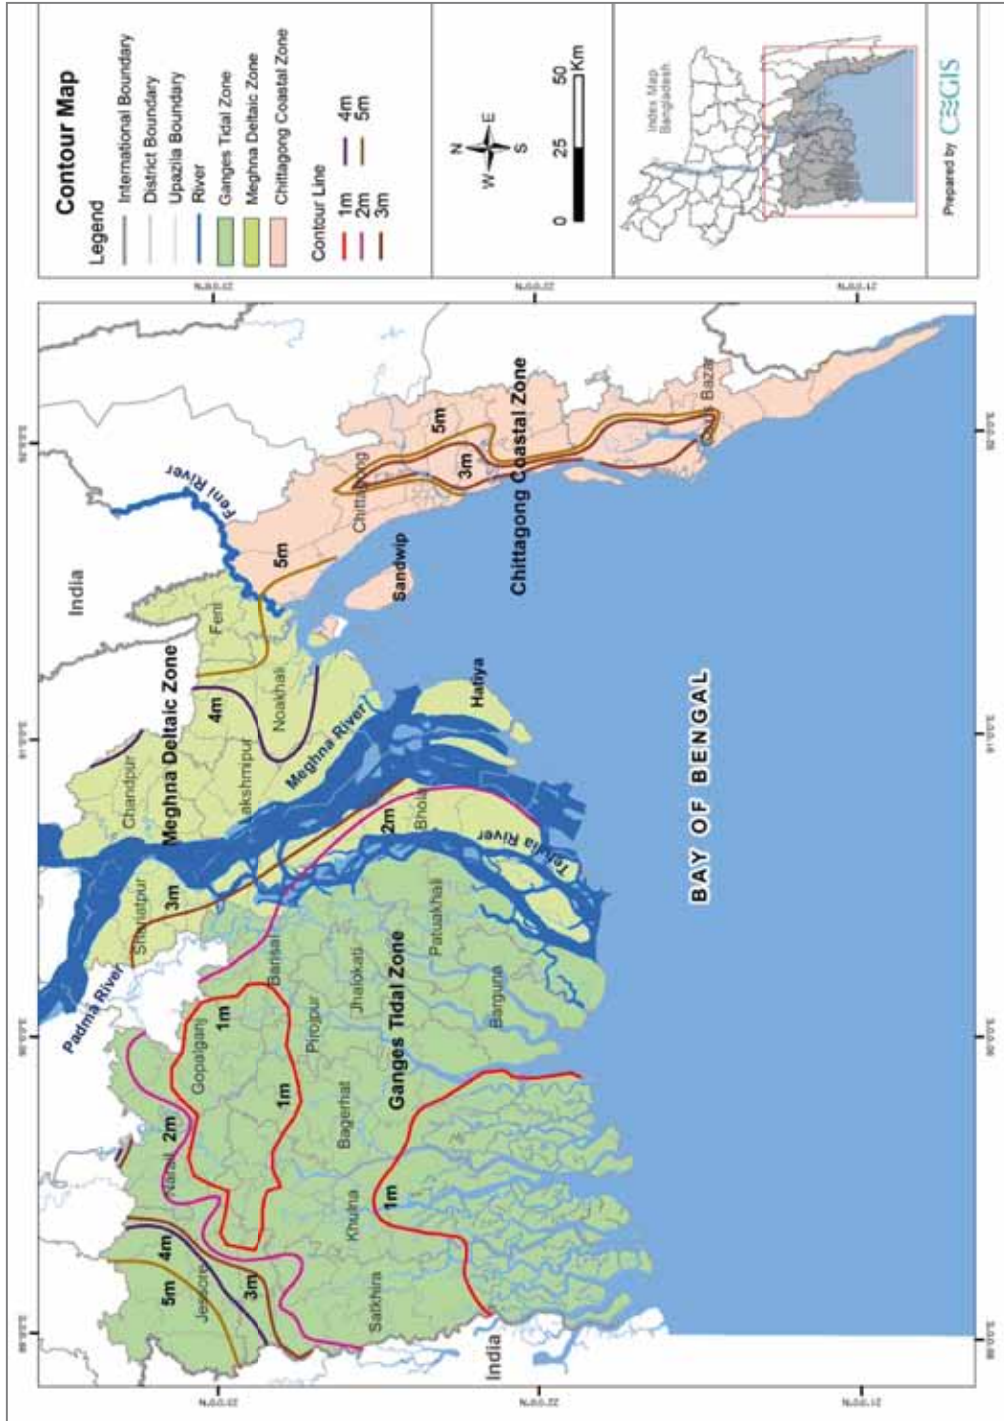 Contour Map
Legend
International Boundary
District Boundary
Upazila Boundary
River
Ganges Tidal Zone
Meghna Deltaic Zone
Chittagong Coastal Zone
Contour Line
1m
2m
3m
4m
5m
N
W
E
S
0 25 50
Km
Index Map
Bangladesh
Prepared by CEGIS
India
Padma River
Shariatpur
Chandpur
Meghna Deltaic Zone
Feni River
Feni
4m
5m
3m
Lakshmipur
Noakhali
Meghna River
Chittagong
5m
3m
Sandwip
Chittagong Coastal Zone
Cox's Bazar
Hatiya
2m
Bhola
Tetulia River
Jessore
5m
4m
3m
Narail
2m
Gopalganj
1m
1m
Barisal
Pirojpur
Jhalokati
Patuakhali
Ganges Tidal Zone
Barguna
Bagerhat
Khulna
1m
Satkhira
India
BAY OF BENGAL